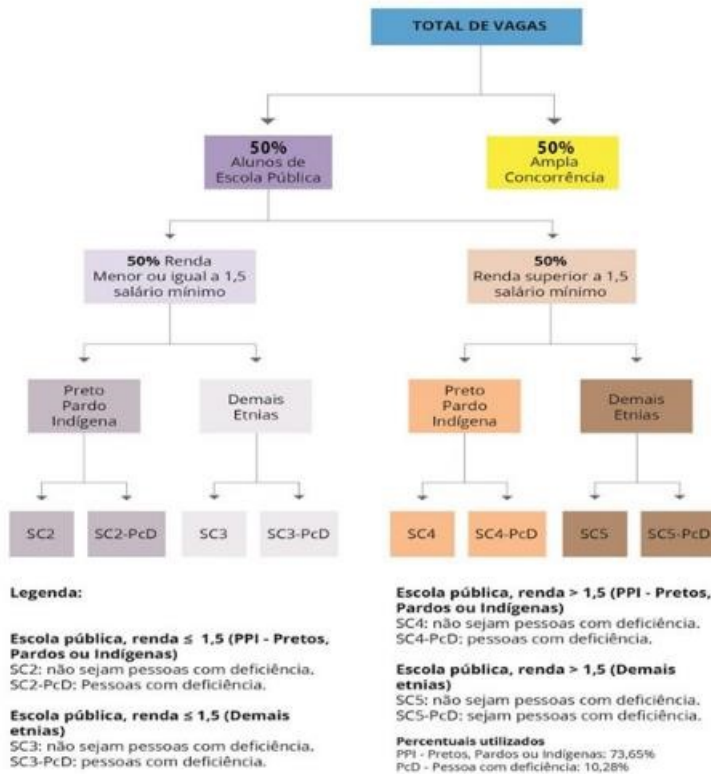 TOTAL DE VAGAS
50%
Alunos de
Escola Pública
50%
Ampla
Concorrência
50% Renda
Menor ou igual a 1,5
salário mínimo
50%
Renda superior a 1,5
salário mínimo
Preto
Pardo
Indígena
Demais
Etnias
Preto
Pardo
Indígena
Demais
Etnias
SC2
SC2-PcD
SC3
SC3-PcD
SC4
SC4-PcD
SC5
SC5-PcD
Legenda:
Escola pública, renda ≤ 1,5 (PPI - Pretos,
Pardos ou Indígenas)
SC2: não sejam pessoas com deficiência.
SC2-PcD: Pessoas com deficiência.
Escola pública, renda ≤ 1,5 (Demais
etnias)
SC3: não sejam pessoas com deficiência.
SC3-PcD: pessoas com deficiência.
Escola pública, renda > 1,5 (PPI - Pretos,
Pardos ou Indígenas)
SC4: não sejam pessoas com deficiência.
SC4-PcD: pessoas com deficiência.
Escola pública, renda > 1,5 (Demais
etnias)
SC5: não sejam pessoas com deficiência.
SC5-PcD: sejam pessoas com deficiência.
Percentuais utilizados
PPI - Pretos, Pardos ou Indígenas: 73,65%
PcD - Pessoa com deficiência: 10,28%